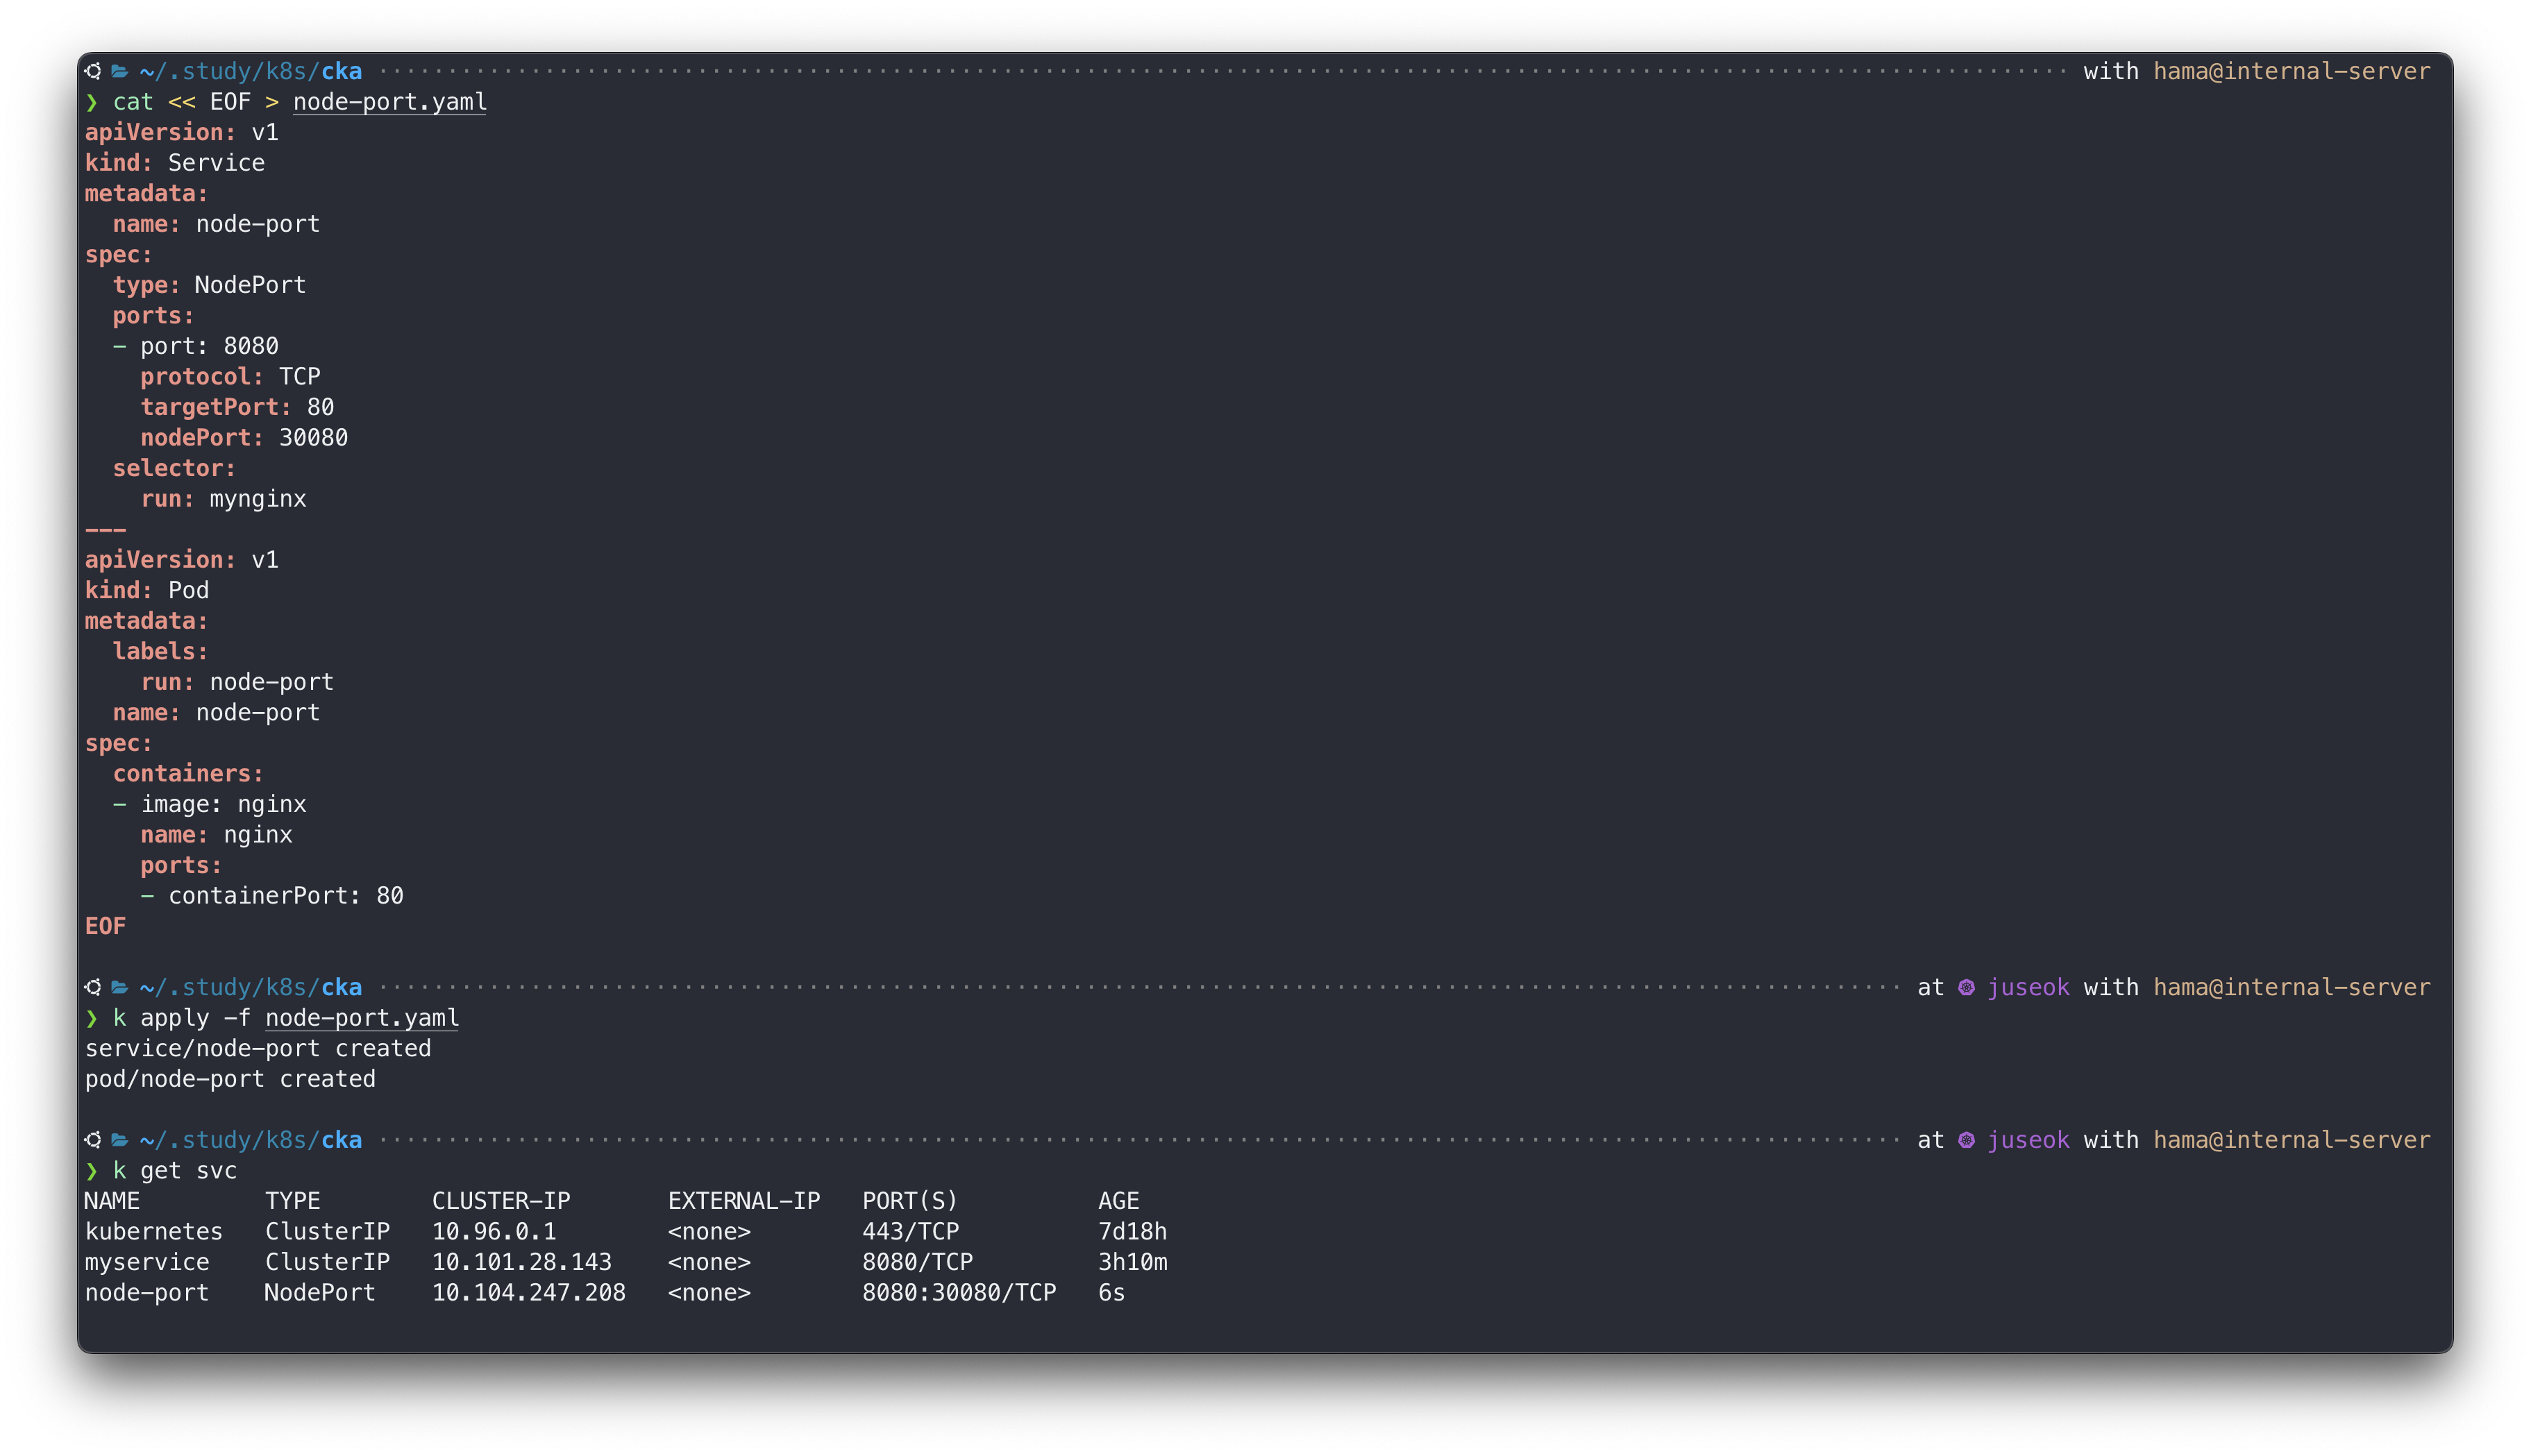 ~/.study/k8s/cka with hama@internal-server
❯ cat << EOF > node-port.yaml
apiVersion: v1
kind: Service
metadata:
  name: node-port
spec:
  type: NodePort
  ports:
  - port: 8080
    protocol: TCP
    targetPort: 80
    nodePort: 30080
  selector:
    run: mynginx
---
apiVersion: v1
kind: Pod
metadata:
  labels:
    run: node-port
  name: node-port
spec:
  containers:
  - image: nginx
    name: nginx
    ports:
    - containerPort: 80
EOF
~/.study/k8s/cka at juseok with hama@internal-server
❯ k apply -f node-port.yaml
service/node-port created
pod/node-port created
~/.study/k8s/cka at juseok with hama@internal-server
❯ k get svc
NAME         TYPE        CLUSTER-IP       EXTERNAL-IP   PORT(S)          AGE
kubernetes   ClusterIP   10.96.0.1        <none>        443/TCP          7d18h
myservice    ClusterIP   10.101.28.143    <none>        8080/TCP         3h10m
node-port    NodePort    10.104.247.208   <none>        8080:30080/TCP   6s